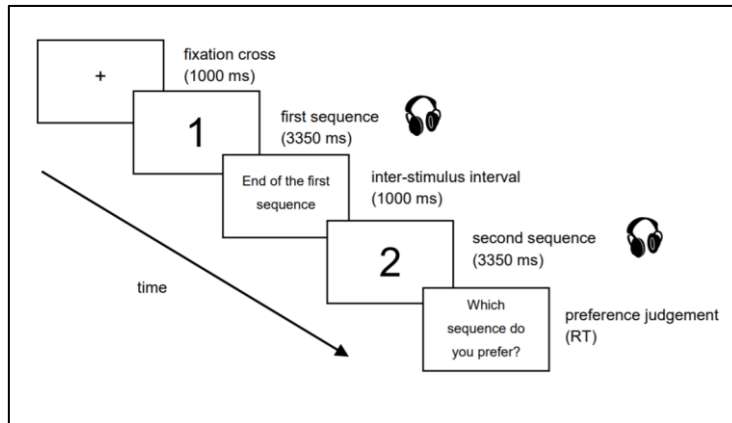 +
fixation cross
(1000 ms)
1
first sequence
(3350 ms)
End of the first
sequence
inter-stimulus interval
(1000 ms)
2
second sequence
(3350 ms)
time
Which
sequence do
you prefer?
preference judgement
(RT)